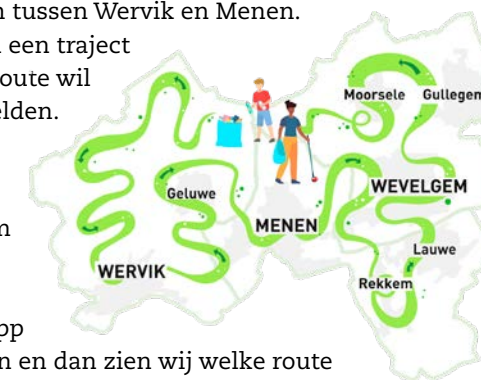 n tussen Wervik en Menen.
een traject
oute wil
elden.
Moorsele Gullegem
Geluwe
WEVELGEM
MENEN
Lauwe
WERVIK
Rekkem
pp
n en dan zien wij welke route